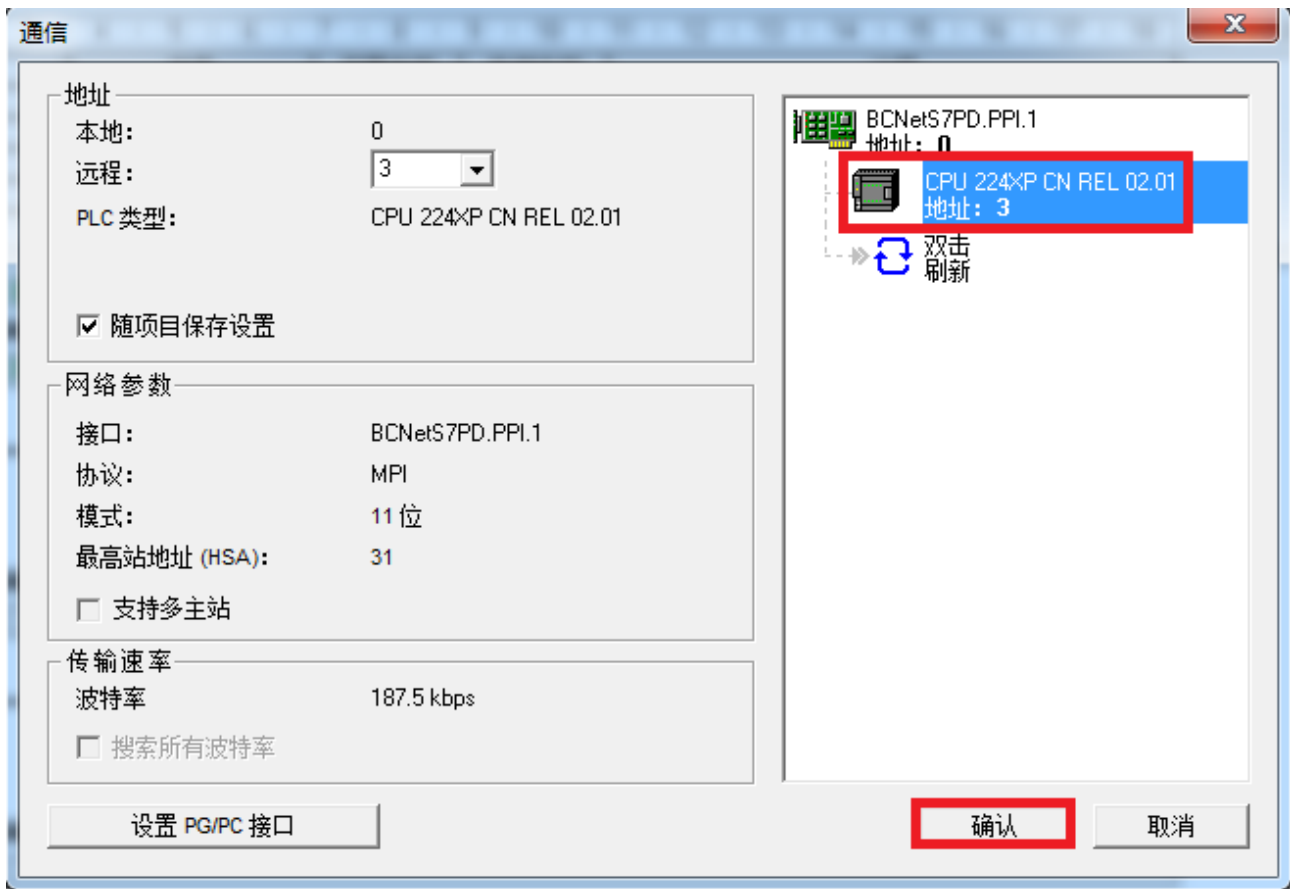 通信
地址
本地： 0
远程： 3
PLC 类型： CPU 224XP CN REL 02.01
随项目保存设置
网络参数
接口： BCNetS7PD.PPI.1
协议： MPI
模式： 11 位
最高站地址 (HSA)： 31
支持多主站
传输速率
波特率 187.5 kbps
搜索所有波特率
设置 PG/PC 接口
BCNetS7PD.PPI.1
地址： 0
CPU 224XP CN REL 02.01
地址： 3
双击
刷新
确认
取消